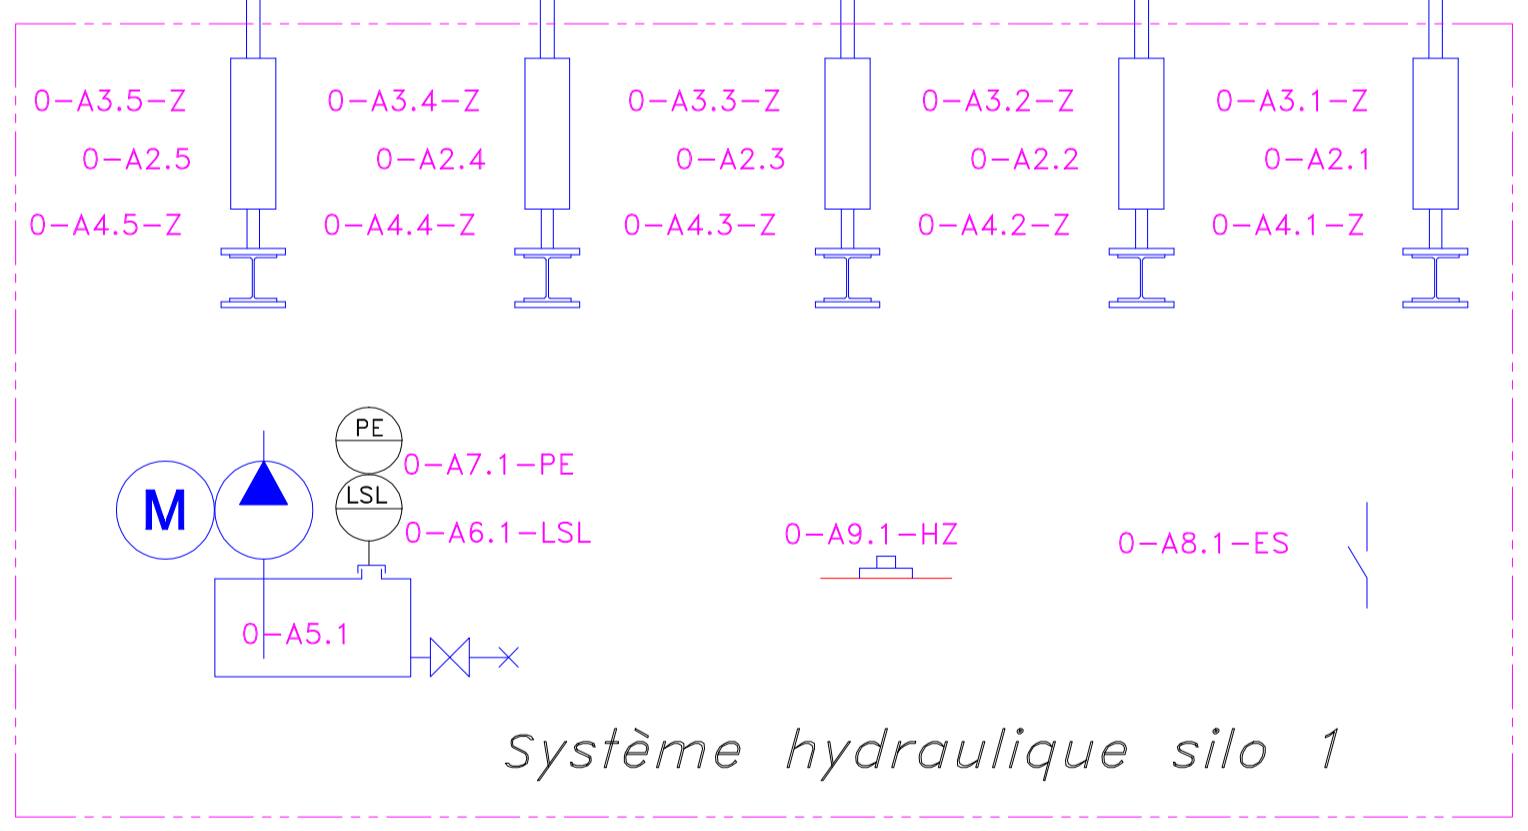 0-A3.5-Z 0-A3.4-Z 0-A3.3-Z 0-A3.2-Z 0-A3.1-Z
0-A2.5 0-A2.4 0-A2.3 0-A2.2 0-A2.1
0-A4.5-Z 0-A4.4-Z 0-A4.3-Z 0-A4.2-Z 0-A4.1-Z
PE
0-A7.1-PE
M
LSL
0-A6.1-LSL
0-A9.1-HZ
0-A8.1-ES
0-A5.1
Système hydraulique silo 1